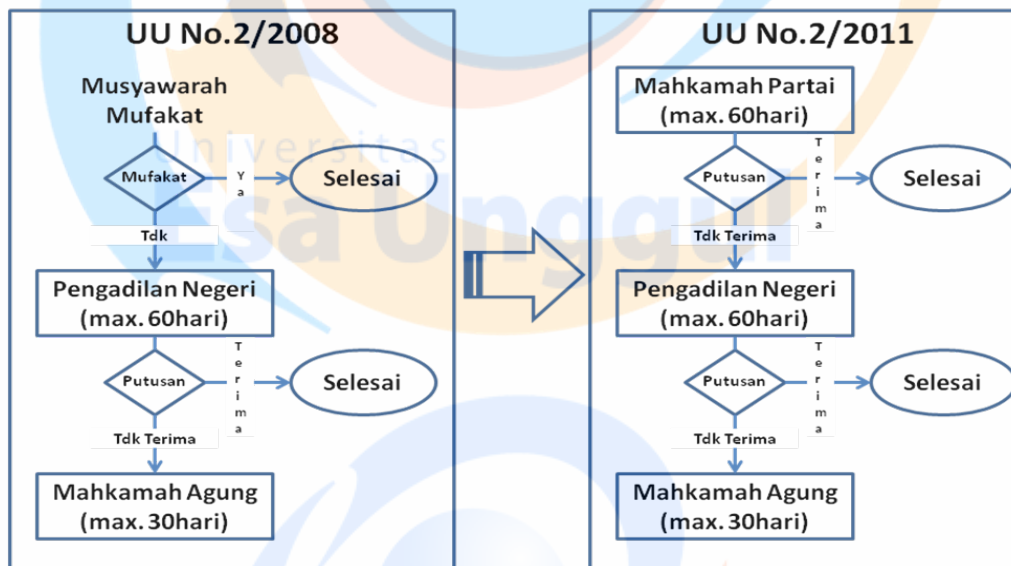 UU No.2/2008
Musyawarah
Mufakat
Mufakat
Ya
Selesai
Tdk
Pengadilan Negeri
(max. 60hari)
Putusan
Terima
Selesai
Tdk Terima
Mahkamah Agung
(max. 30hari)
UU No.2/2011
Mahkamah Partai
(max. 60hari)
Putusan
Terima
Selesai
Tdk Terima
Pengadilan Negeri
(max. 60hari)
Putusan
Terima
Selesai
Tdk Terima
Mahkamah Agung
(max. 30hari)
Universitas
Esa Unggul